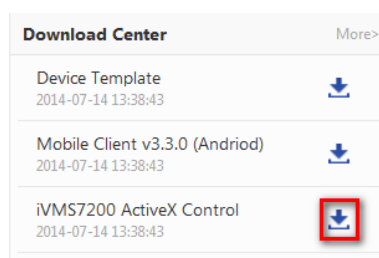 Download Center More>
Device Template
2014-07-14 13:38:43
Mobile Client v3.3.0 (Andriod)
2014-07-14 13:38:43
iVMS7200 ActiveX Control
2014-07-14 13:38:43